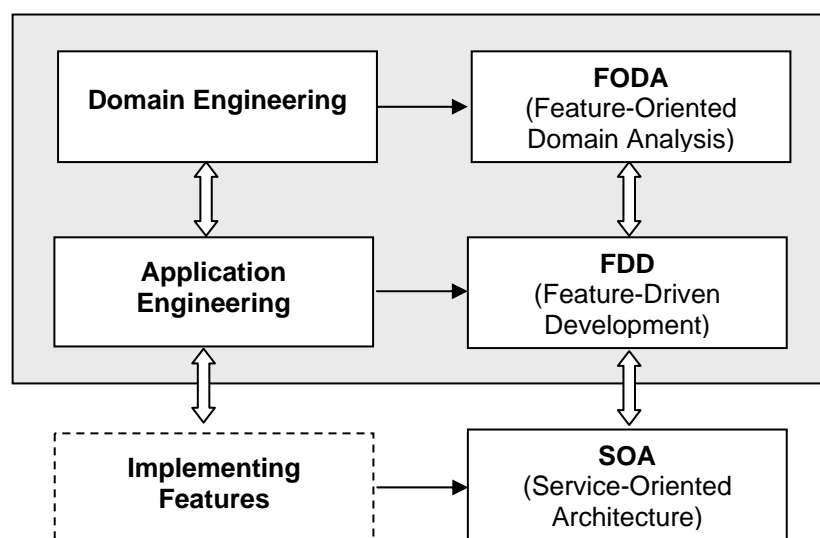 Domain Engineering
FODA
(Feature-Oriented
Domain Analysis)
Application
Engineering
FDD
(Feature-Driven
Development)
Implementing
Features
SOA
(Service-Oriented
Architecture)